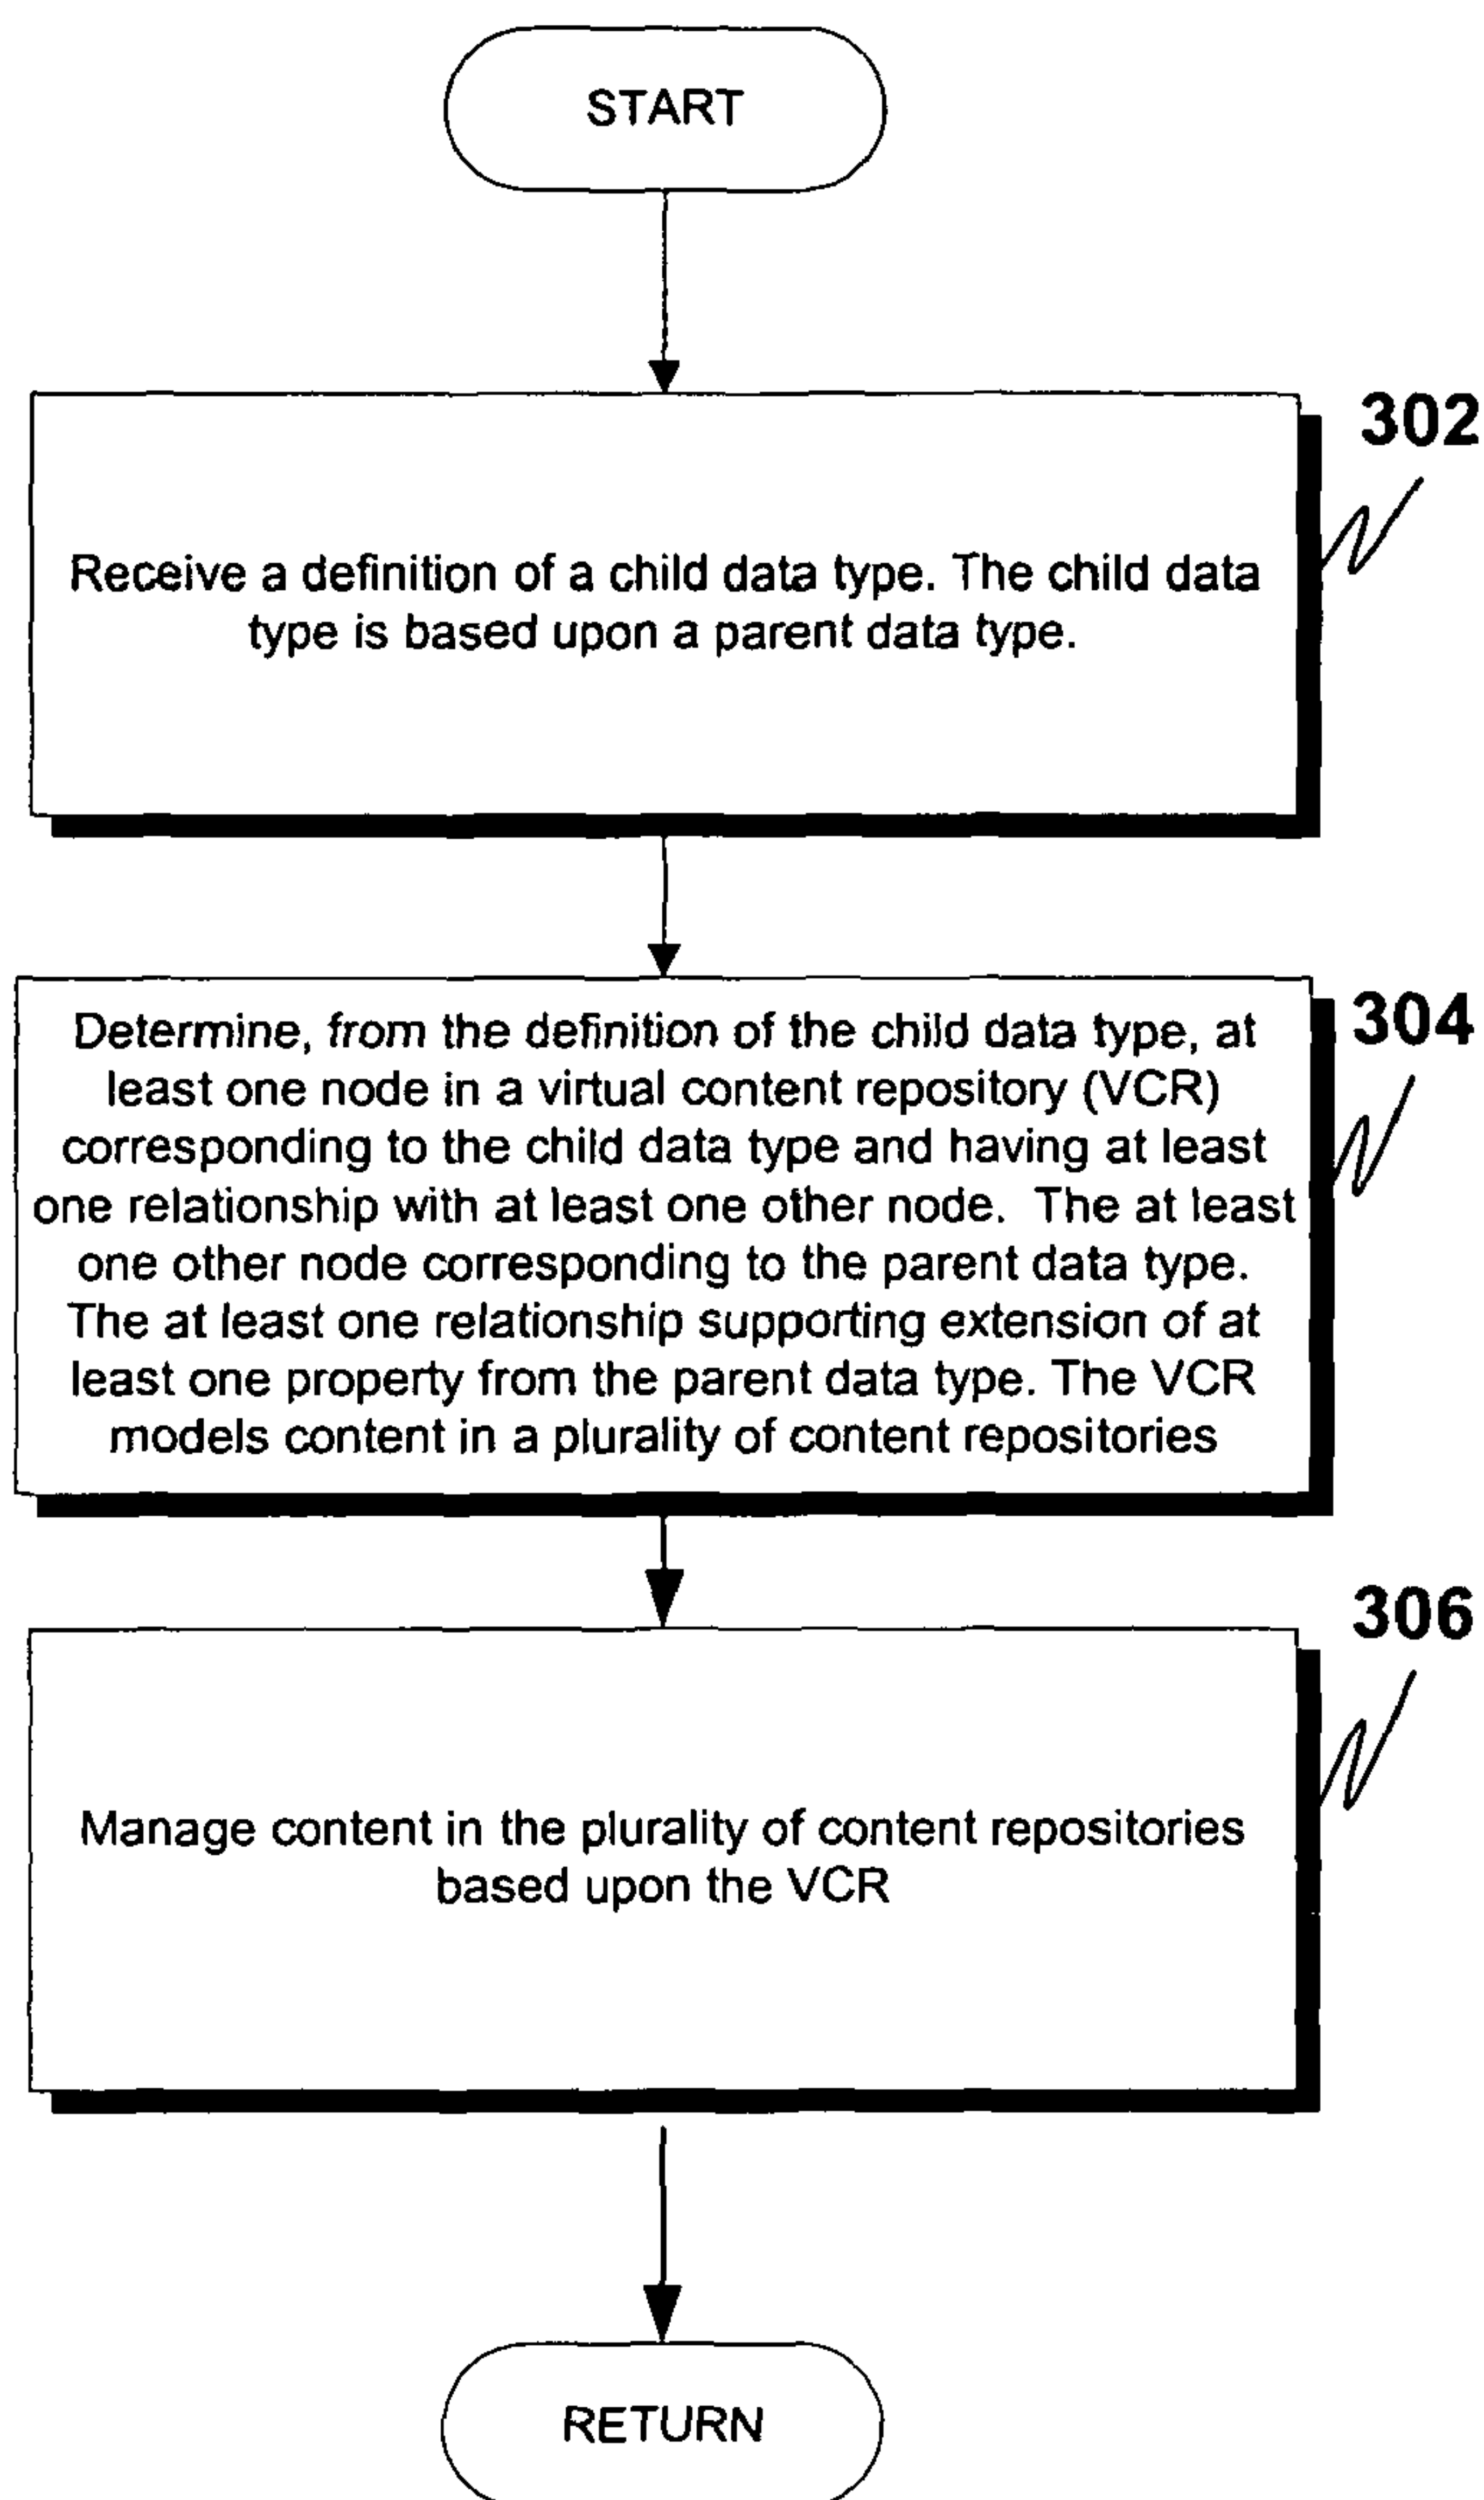 START
302
Receive a definition of a child data type. The child data
type is based upon a parent data type.
304
Determine, from the definition of the child data type, at
least one node in a virtual content repository (VCR)
corresponding to the child data type and having at least
one relationship with at least one other node. The at least
one other node corresponding to the parent data type.
The at least one relationship supporting extension of at
least one property from the parent data type. The VCR
models content in a plurality of content repositories
306
Manage content in the plurality of content repositories
based upon the VCR
RETURN